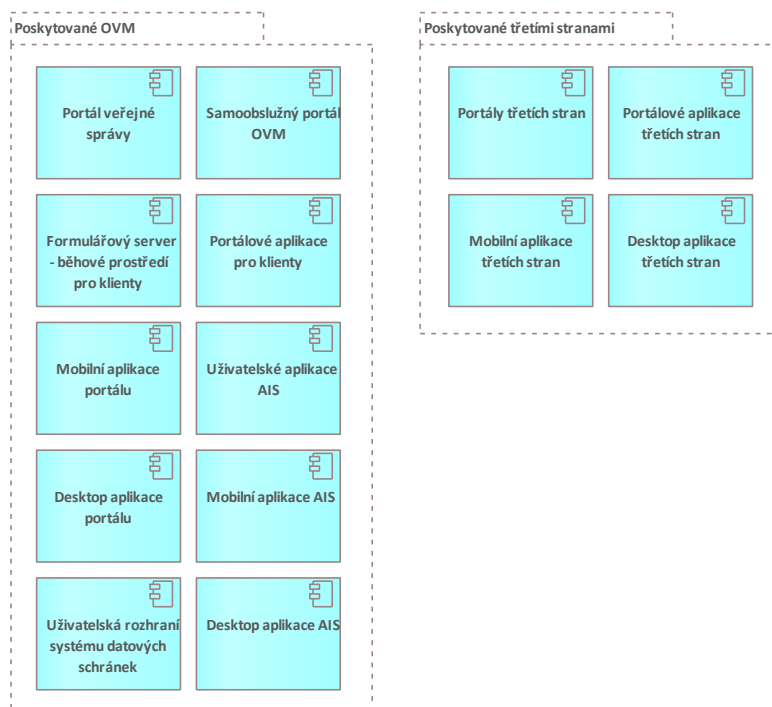 Poskytované OVM
Portál veřejné
správy
Samoobslužný portál
OVM
Formulářový server
- běhové prostředí
pro klienty
Portálové aplikace
pro klienty
Mobilní aplikace
portálu
Uživatelské aplikace
AIS
Desktop aplikace
portálu
Mobilní aplikace AIS
Uživatelská rozhraní
systému datových
schránek
Desktop aplikace AIS
Poskytované třetími stranami
Portály třetích stran
Portálové aplikace
třetích stran
Mobilní aplikace
třetích stran
Desktop aplikace
třetích stran